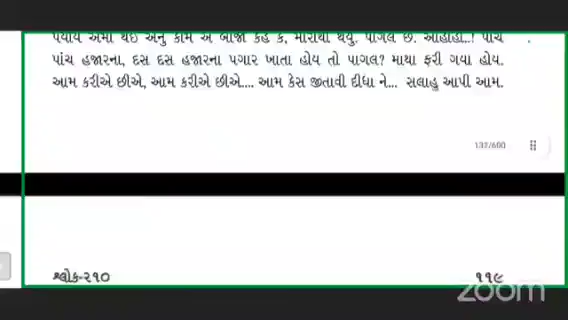 પર્યાય એમાં થઈ એનું કામ એ બીજા કહે કે, મારાથી થયું. પાગલ છે. આહાહા...! પાંચ
પાંચ હજારના, દસ દસ હજારના પગાર ખાતા હોય તો પાગલ? માથા ફરી ગયા હોય.
આમ કરીએ છીએ, આમ કરીએ છીએ.... આમ કેસ જીતાવી દીધા ને... સલાહુ આપી આમ.
132/600
શ્લોક-૨૧૦ ૧૧૯
zoom